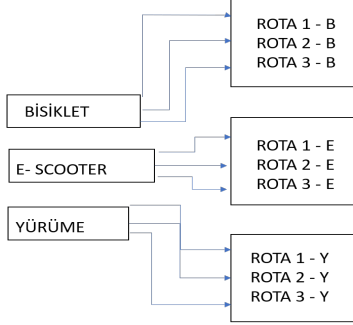 ROTA 1 - B
ROTA 2 - B
ROTA 3 - B
BİSİKLET
ROTA 1 - E
ROTA 2 - E
ROTA 3 - E
E- SCOOTER
YÜRÜME
ROTA 1 - Y
ROTA 2 - Y
ROTA 3 - Y